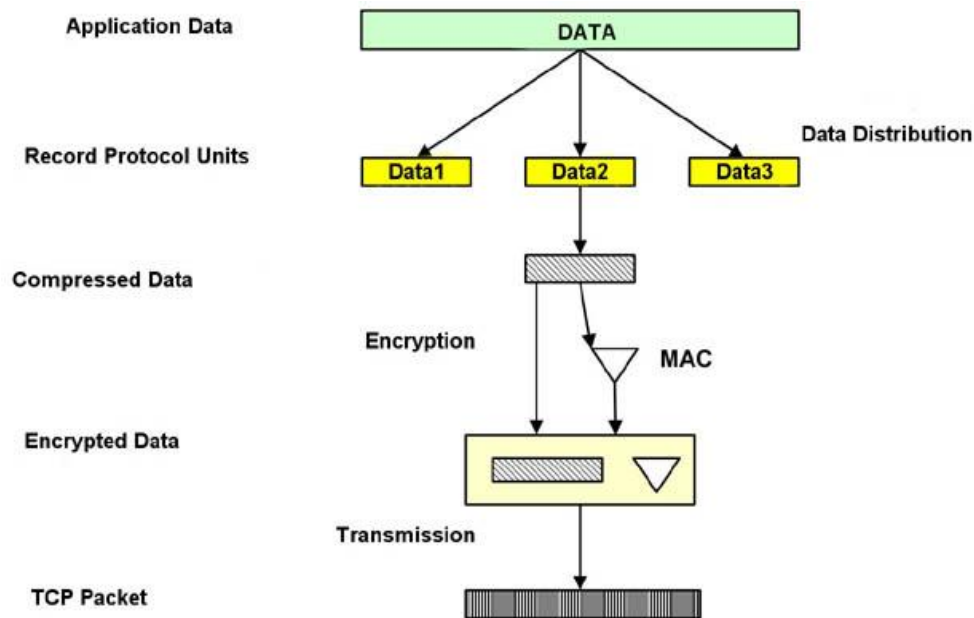 Application Data
DATA
Data Distribution
Record Protocol Units
Data1
Data2
Data3
Compressed Data
Encryption
MAC
Encrypted Data
Transmission
TCP Packet